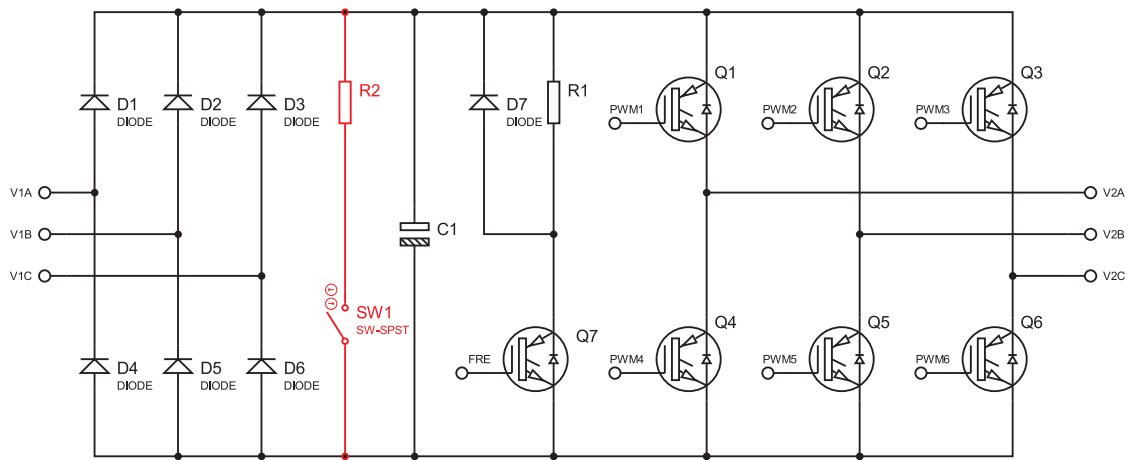 Q1
Q2
Q3
D1
DIODE
D2
DIODE
D3
DIODE
R2
D7
DIODE
R1
PWM1
PWM2
PWM3
V1A
V2A
V1B
C1
V2B
V1C
V2C
SW1
SW-SPST
Q7
Q4
Q5
Q6
D4
DIODE
D5
DIODE
D6
DIODE
FRE
PWM4
PWM5
PWM6